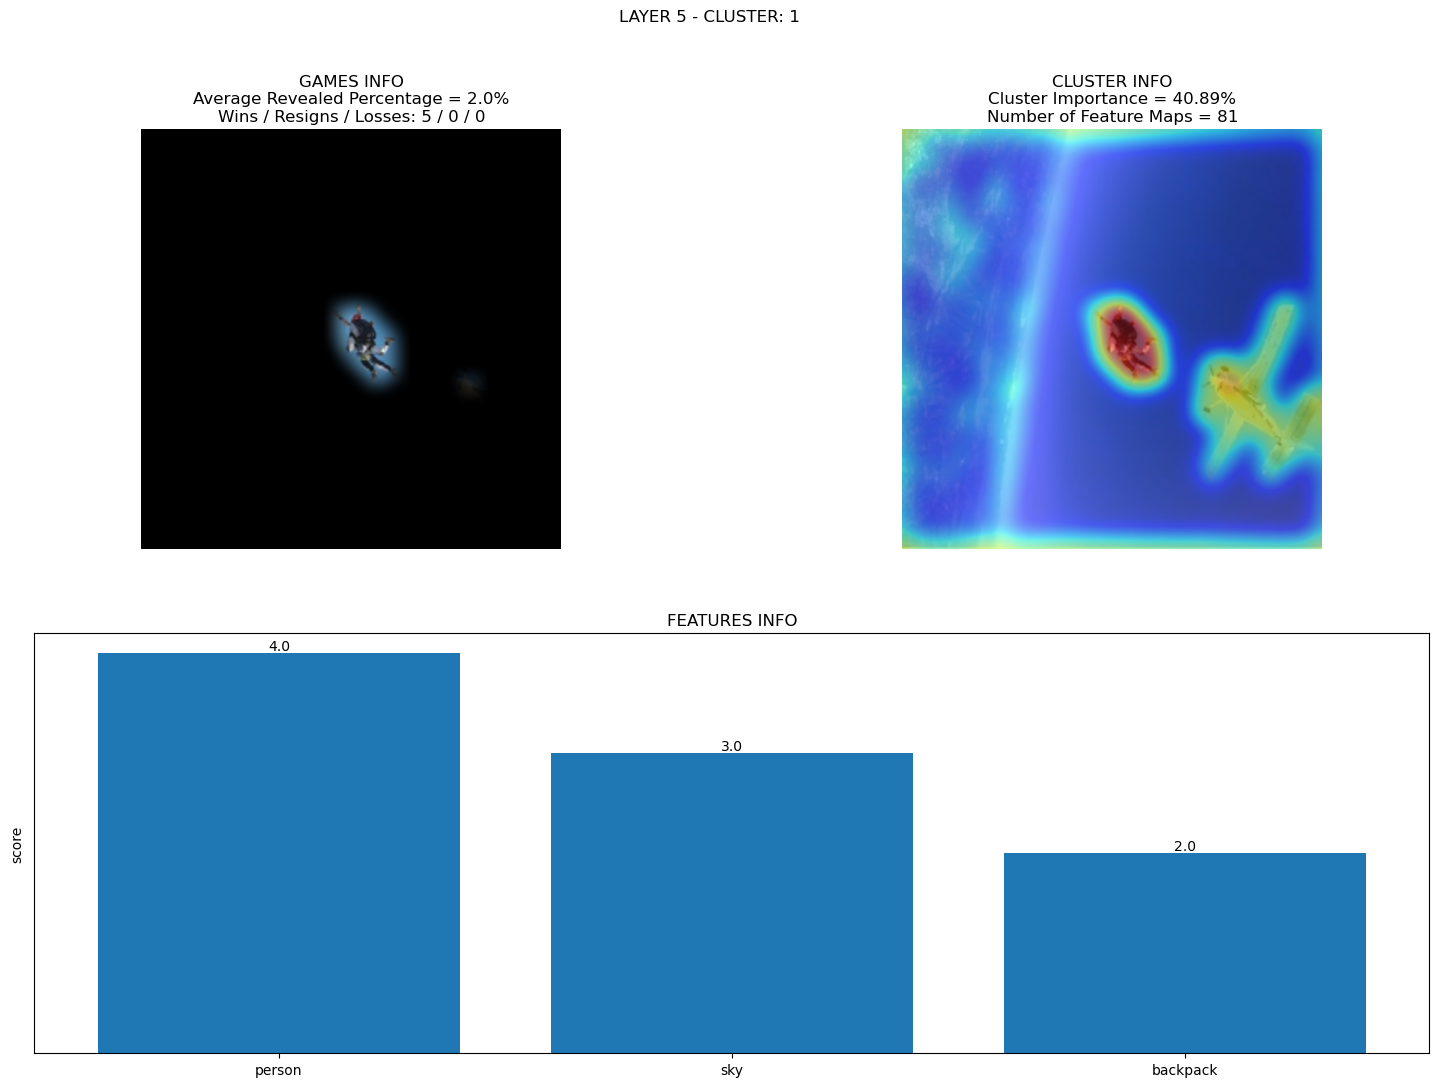 LAYER 5 - CLUSTER: 1
GAMES INFO
Average Revealed Percentage = 2.0%
Wins / Resigns / Losses: 5 / 0 / 0
CLUSTER INFO
Cluster Importance = 40.89%
Number of Feature Maps = 81
FEATURES INFO
score
4.0
3.0
2.0
person
sky
backpack